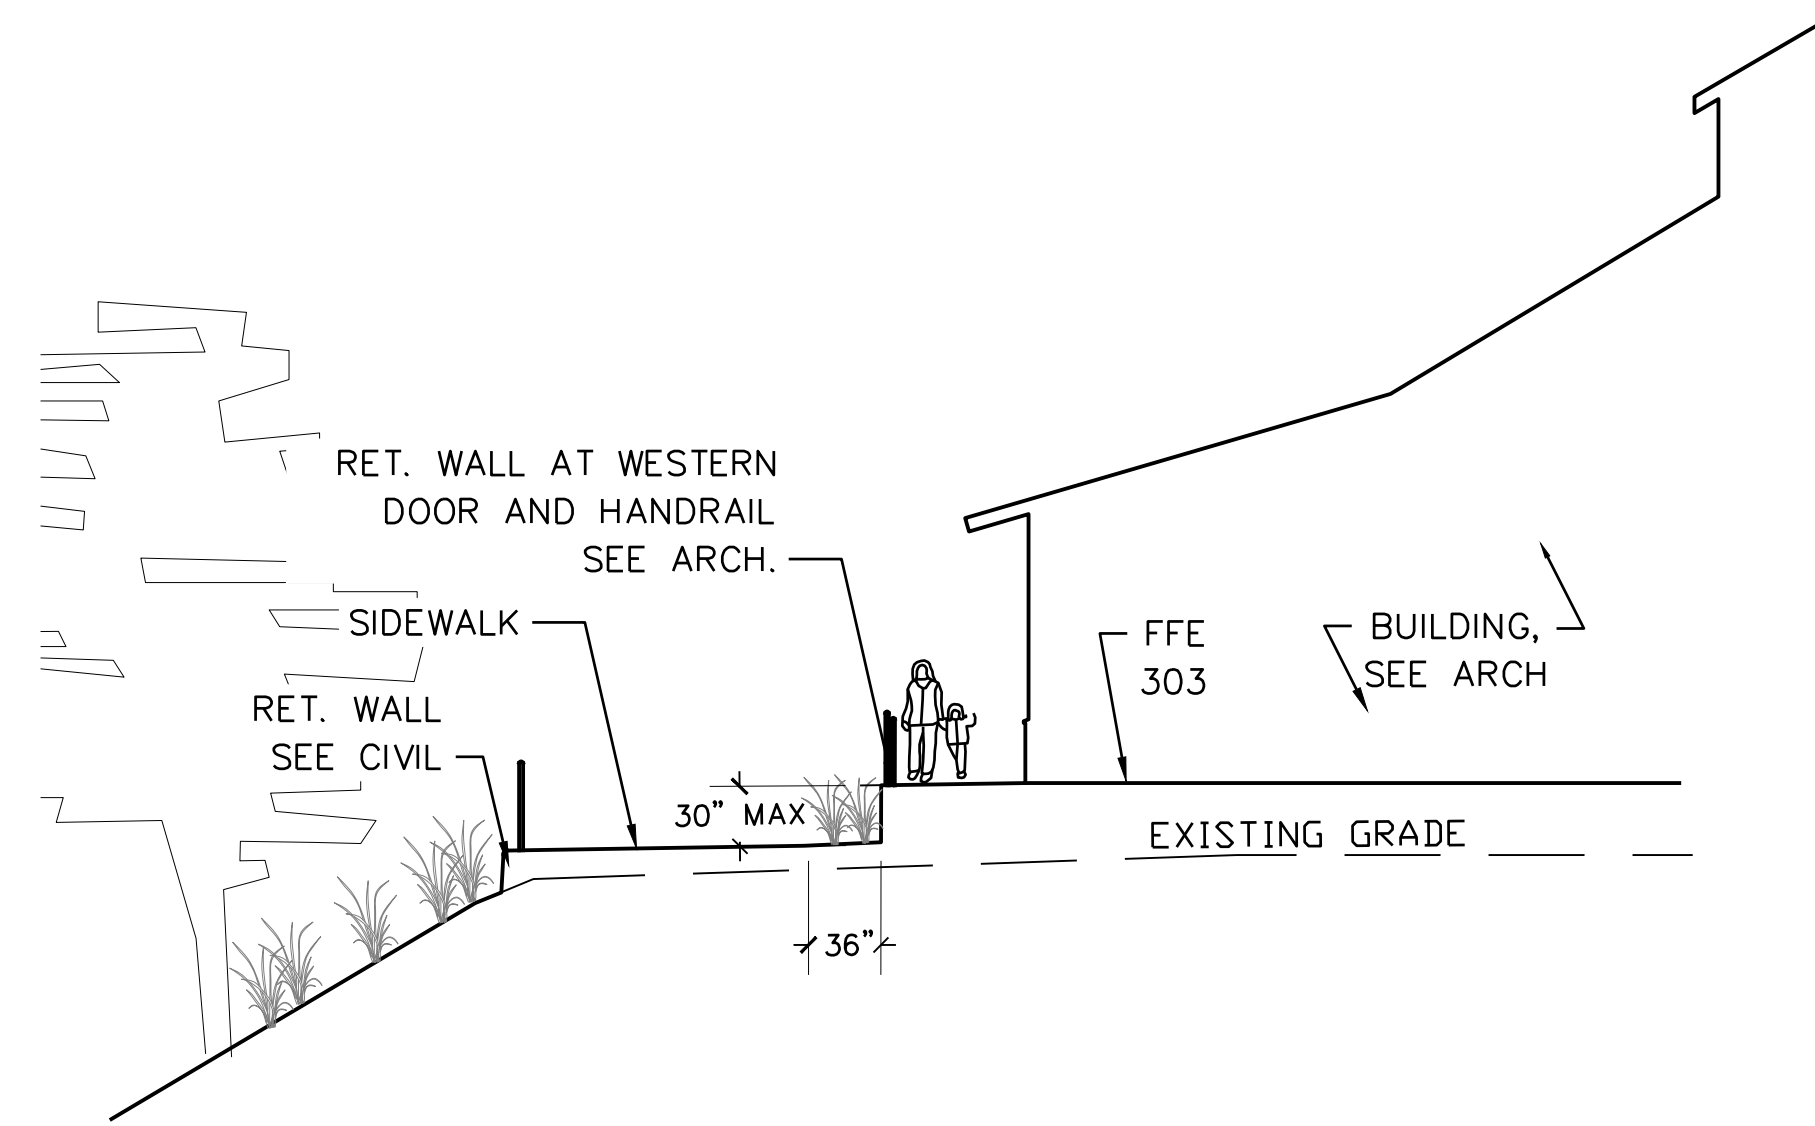 RET. WALL AT WESTERN
DOOR AND HANDRAIL
SEE ARCH.
SIDEWALK
RET. WALL
SEE CIVIL
FFE
303
BUILDING,
SEE ARCH
30" MAX
EXISTING GRADE
36"